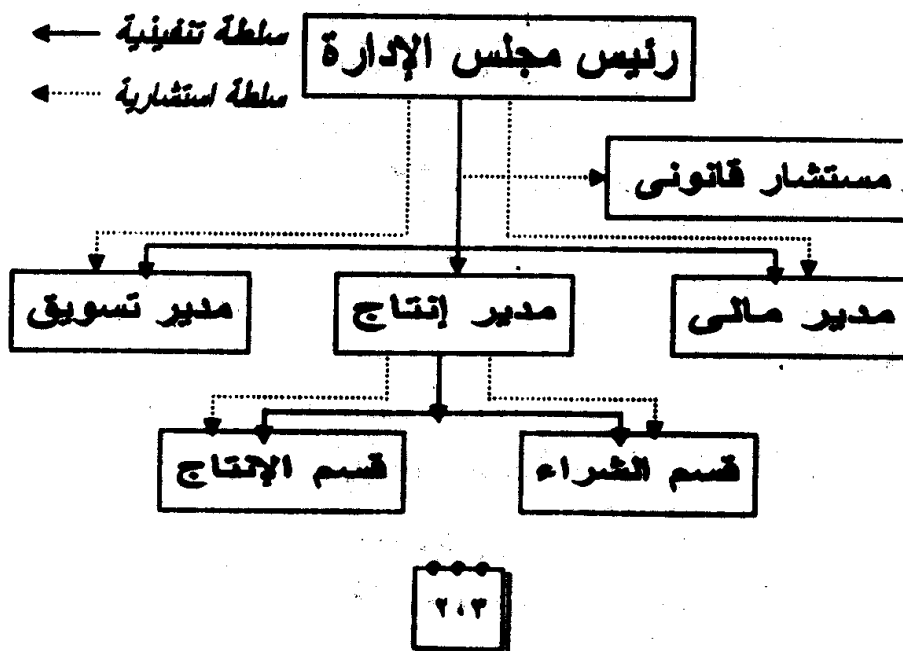 سلطة تنفيذية
سلطة استشارية
رئيس مجلس الإدارة
مستشار قانونى
مدير مالى
مدير إنتاج
مدير تسويق
قسم الشراء
قسم الإنتاج
٢٠٣